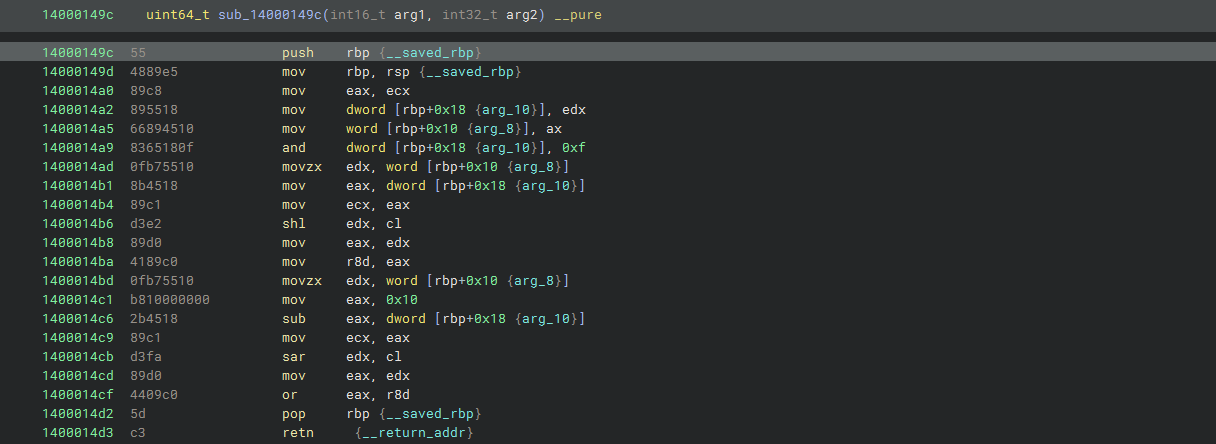 14000149c uint64_t sub_14000149c(int16_t arg1, int32_t arg2) __pure
14000149c 55 push rbp {__saved_rbp}
14000149d 4889e5 mov rbp, rsp {__saved_rbp}
1400014a0 89c8 mov eax, ecx
1400014a2 895518 mov dword [rbp+0x18 {arg_10}], edx
1400014a5 66894510 mov word [rbp+0x10 {arg_8}], ax
1400014a9 8365180f and dword [rbp+0x18 {arg_10}], 0xf
1400014ad 0fb75510 movzx edx, word [rbp+0x10 {arg_8}]
1400014b1 8b4518 mov eax, dword [rbp+0x18 {arg_10}]
1400014b4 89c1 mov ecx, eax
1400014b6 d3e2 shl edx, cl
1400014b8 89d0 mov eax, edx
1400014ba 4189c0 mov r8d, eax
1400014bd 0fb75510 movzx edx, word [rbp+0x10 {arg_8}]
1400014c1 b810000000 mov eax, 0x10
1400014c6 2b4518 sub eax, dword [rbp+0x18 {arg_10}]
1400014c9 89c1 mov ecx, eax
1400014cb d3fa sar edx, cl
1400014cd 89d0 mov eax, edx
1400014cf 4409c0 or eax, r8d
1400014d2 5d pop rbp {__saved_rbp}
1400014d3 c3 retn {__return_addr}